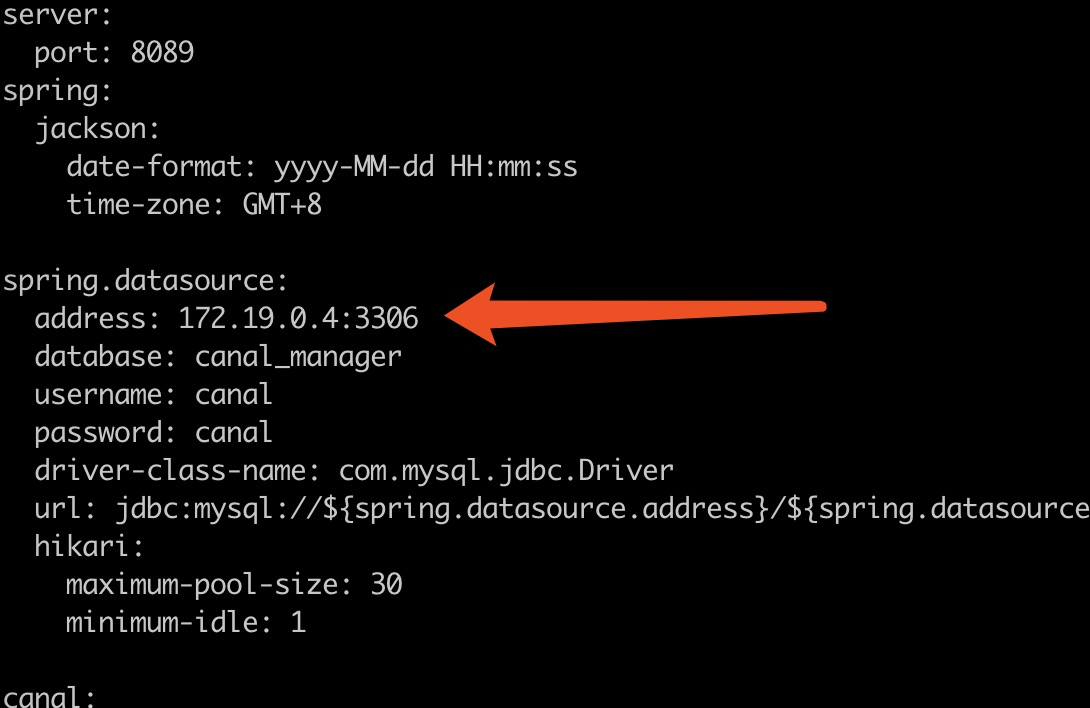 server:
  port: 8089
spring:
  jackson:
    date-format: yyyy-MM-dd HH:mm:ss
    time-zone: GMT+8
spring.datasource:
  address: 172.19.0.4:3306
  database: canal_manager
  username: canal
  password: canal
  driver-class-name: com.mysql.jdbc.Driver
  url: jdbc:mysql://${spring.datasource.address}/${spring.datasource
  hikari:
    maximum-pool-size: 30
    minimum-idle: 1
canal: